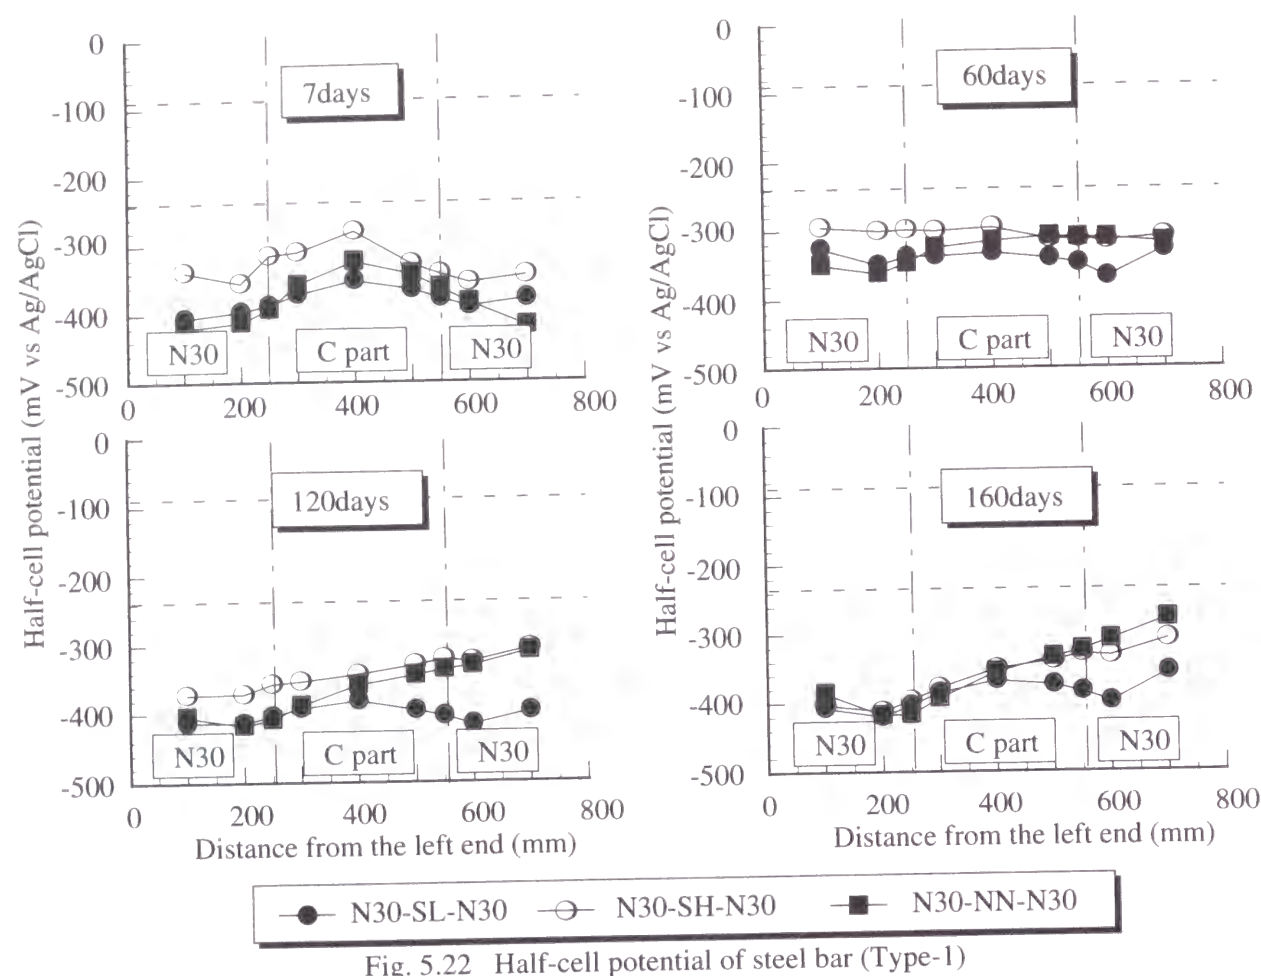 Half-cell potential (mV vs Ag/AgCl)
0
-100
-200
-300
-400
-500
7days
N30
C part
N30
0
200
400
600
800
Half-cell potential (mV vs Ag/AgCl)
0
-100
-200
-300
-400
-500
60days
N30
C part
N30
0
200
400
600
800
0
-100
-200
-300
-400
-500
120days
N30
C part
N30
0
200
400
600
800
Distance from the left end (mm)
0
-100
-200
-300
-400
-500
160days
N30
C part
N30
0
200
400
600
800
Distance from the left end (mm)
N30-SL-N30 N30-SH-N30 N30-NN-N30
Fig. 5.22 Half-cell potential of steel bar (Type-1)